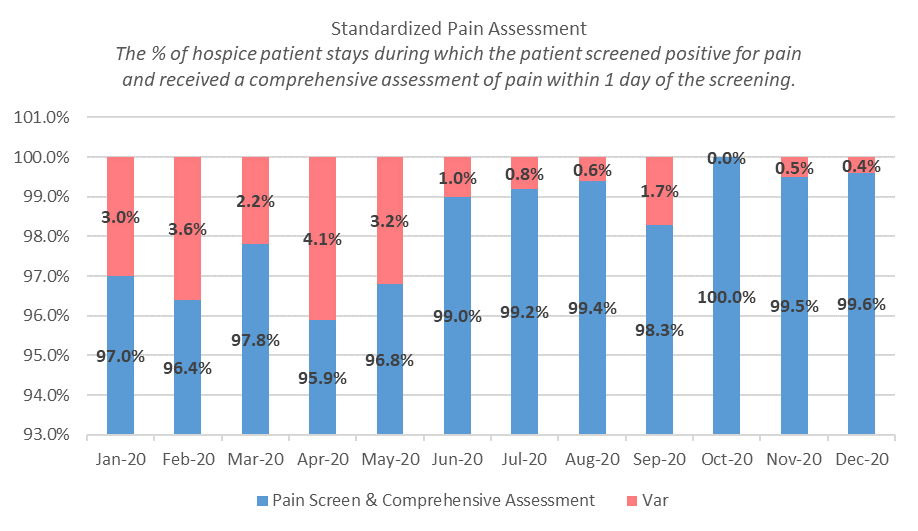 Standardized Pain Assessment
The % of hospice patient stays during which the patient screened positive for pain
and received a comprehensive assessment of pain within 1 day of the screening.
101.0%
100.0%
99.0%
98.0%
97.0%
96.0%
95.0%
94.0%
93.0%
3.0% 3.6% 2.2% 4.1% 3.2% 1.0% 0.8% 0.6% 1.7% 0.0% 0.5% 0.4%
97.0% 96.4% 97.8% 95.9% 96.8% 99.0% 99.2% 99.4% 98.3% 100.0% 99.5% 99.6%
Jan-20 Feb-20 Mar-20 Apr-20 May-20 Jun-20 Jul-20 Aug-20 Sep-20 Oct-20 Nov-20 Dec-20
Pain Screen & Comprehensive Assessment Var